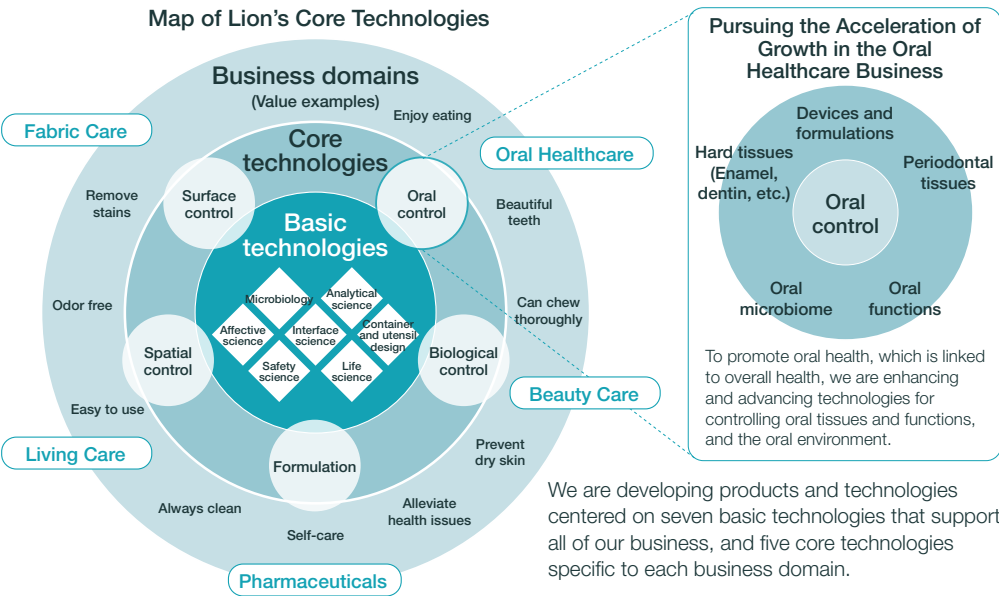 Map of Lion's Core Technologies
Business domains
(Value examples)
Enjoy eating
Fabric Care
Core
technologies
Oral Healthcare
Remove
stains
Surface
control
Oral
control
Beautiful
teeth
Basic
technologies
Microbiology
Analytical
science
Affective
science
Interface
science
Container
and utensil
design
Safety
science
Life
science
Odor free
Can chew
thoroughly
Spatial
control
Biological
control
Easy to use
Beauty Care
Living Care
Formulation
Prevent
dry skin
Always clean
Alleviate
health issues
Self-care
Pharmaceuticals
Pursuing the Acceleration of
Growth in the Oral
Healthcare Business
Devices and
formulations
Hard tissues
(Enamel,
dentin, etc.)
Periodontal
tissues
Oral
control
Oral
microbiome
Oral
functions
To promote oral health, which is linked
to overall health, we are enhancing
and advancing technologies for
controlling oral tissues and functions,
and the oral environment.
We are developing products and technologies
centered on seven basic technologies that support
all of our business, and five core technologies
specific to each business domain.